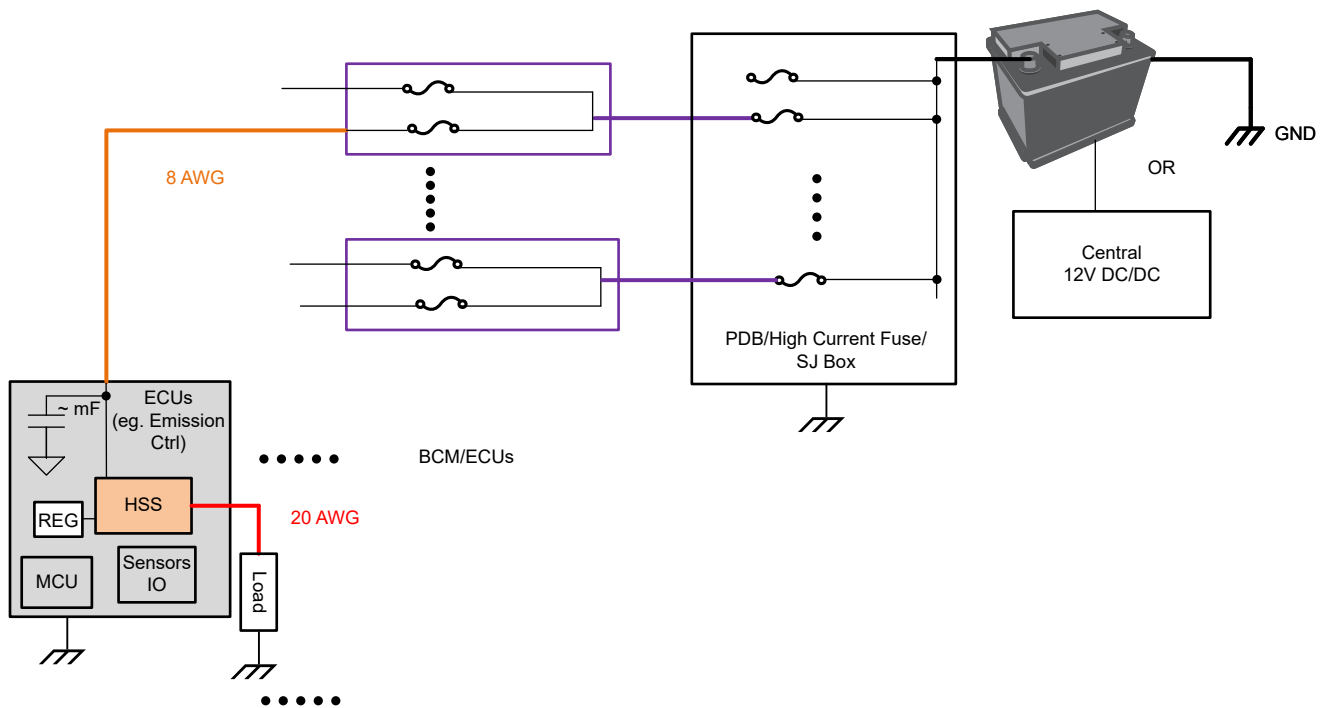 GND
8 AWG
OR
Central
12V DC/DC
PDB/High Current Fuse/
SJ Box
~ mF
ECUs
(eg. Emission
Ctrl)
BCM/ECUs
HSS
REG
20 AWG
MCU
Sensors
IO
Load